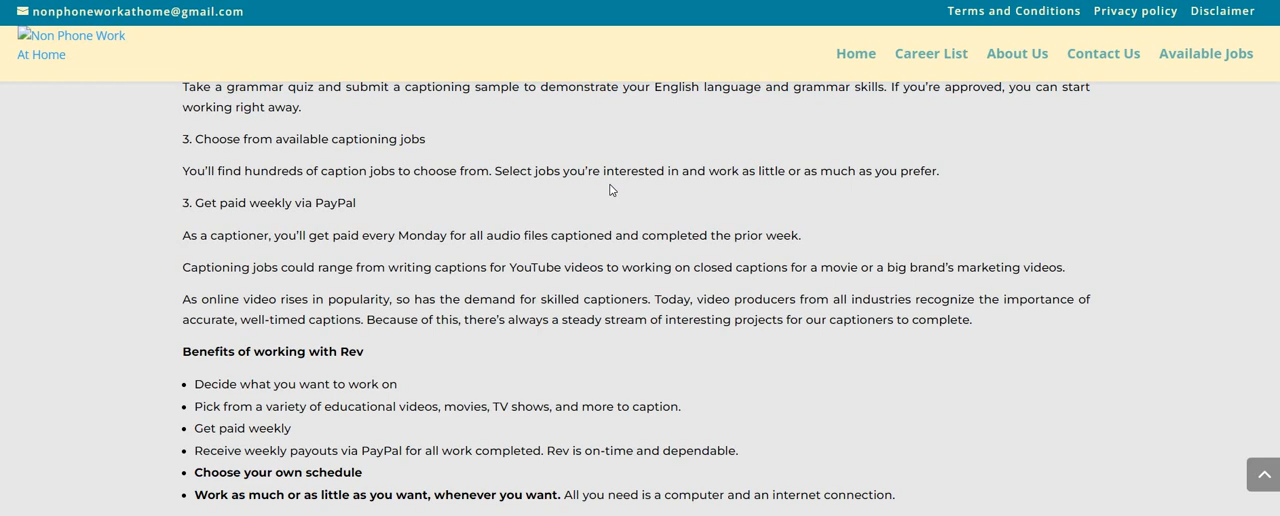 nonphoneworkathome@gmail.com
Terms and Conditions Privacy policy Disclaimer
Non Phone Work
At Home
Home Career List About Us Contact Us Available Jobs
Take a grammar quiz and submit a captioning sample to demonstrate your English language and grammar skills. If you're approved, you can start
working right away.
3. Choose from available captioning jobs
You'll find hundreds of caption jobs to choose from. Select jobs you're interested in and work as little or as much as you prefer.
3. Get paid weekly via PayPal
As a captioner, you'll get paid every Monday for all audio files captioned and completed the prior week.
Captioning jobs could range from writing captions for YouTube videos to working on closed captions for a movie or a big brand's marketing videos.
As online video rises in popularity, so has the demand for skilled captioners. Today, video producers from all industries recognize the importance of
accurate, well-timed captions. Because of this, there's always a steady stream of interesting projects for our captioners to complete.
Benefits of working with Rev
• Decide what you want to work on
• Pick from a variety of educational videos, movies, TV shows, and more to caption.
• Get paid weekly
• Receive weekly payouts via PayPal for all work completed. Rev is on-time and dependable.
• Choose your own schedule
• Work as much or as little as you want, whenever you want. All you need is a computer and an internet connection.